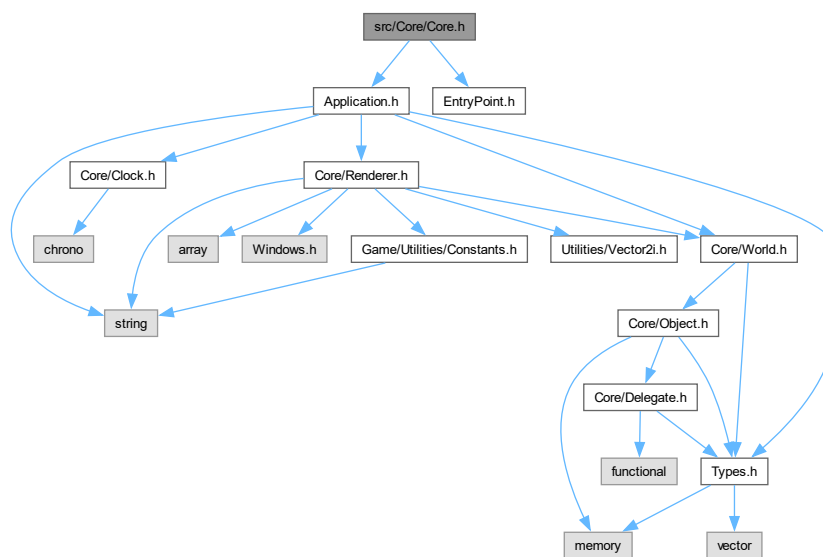 src/Core/Core.h
Application.h
EntryPoint.h
Core/Clock.h
Core/Renderer.h
chrono
array
Windows.h
Game/Utilities/Constants.h
Utilities/Vector2i.h
Core/World.h
string
Core/Object.h
Core/Delegate.h
functional
Types.h
memory
vector